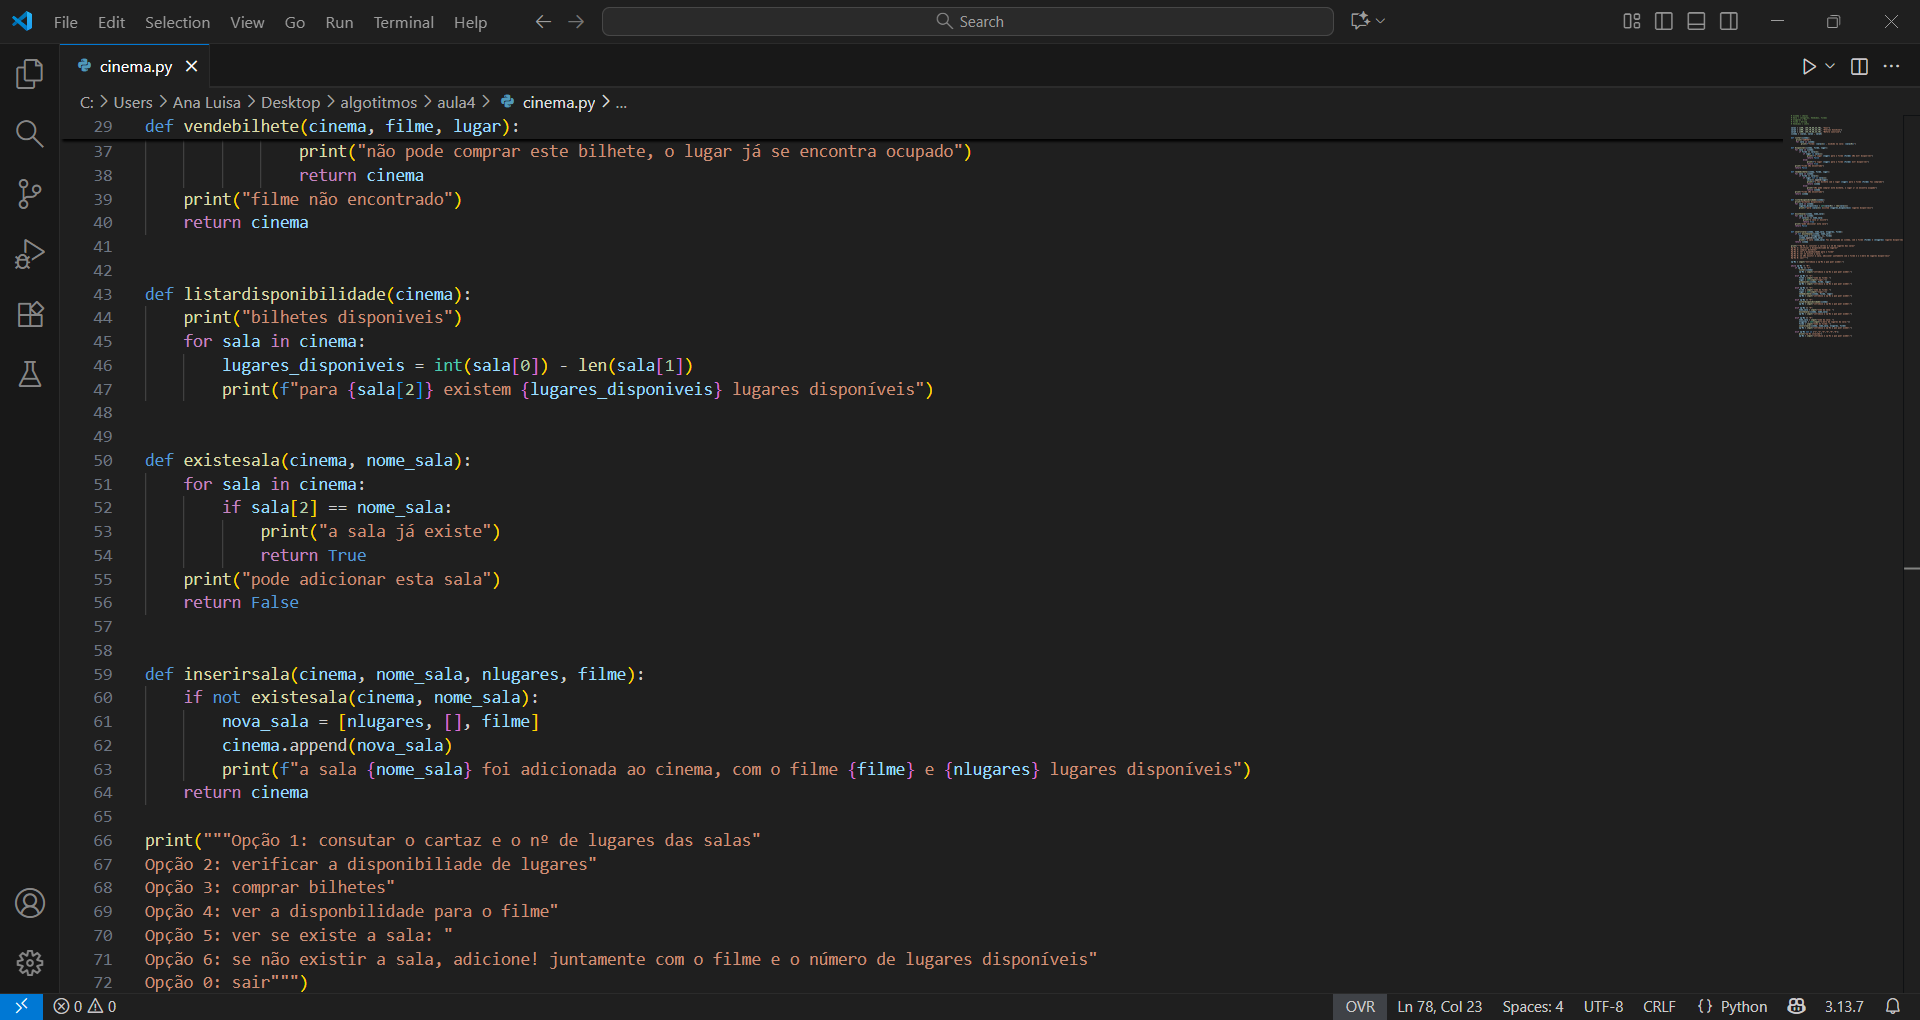 File Edit Selection View Go Run Terminal Help Search
cinema.py
C: > Users > Ana Luisa > Desktop > algotitmos > aula4 > cinema.py > ...
29 def vendebilhete(cinema, filme, lugar):
37 print("não pode comprar este bilhete, o lugar já se encontra ocupado")
38 return cinema
39 print("filme não encontrado")
40 return cinema
41
42
43 def listardisponibilidade(cinema):
44 print("bilhetes disponiveis")
45 for sala in cinema:
46 lugares_disponiveis = int(sala[0]) - len(sala[1])
47 print(f"para {sala[2]} existem {lugares_disponiveis} lugares disponíveis")
48
49
50 def existesala(cinema, nome_sala):
51 for sala in cinema:
52 if sala[2] == nome_sala:
53 print("a sala já existe")
54 return True
55 print("pode adicionar esta sala")
56 return False
57
58
59 def inserirsala(cinema, nome_sala, nlugares, filme):
60 if not existesala(cinema, nome_sala):
61 nova_sala = [nlugares, [], filme]
62 cinema.append(nova_sala)
63 print(f"a sala {nome_sala} foi adicionada ao cinema, com o filme {filme} e {nlugares} lugares disponíveis")
64 return cinema
65
66 print("""Opção 1: consutar o cartaz e o nº de lugares das salas"
67 Opção 2: verificar a disponibiliade de lugares"
68 Opção 3: comprar bilhetes"
69 Opção 4: ver a disponbilidade para o filme"
70 Opção 5: ver se existe a sala: "
71 Opção 6: se não existir a sala, adicione! juntamente com o filme e o número de lugares disponíveis"
72 Opção 0: sair""")
0 0 OVR Ln 78, Col 23 Spaces: 4 UTF-8 CRLF {} Python 3.13.7